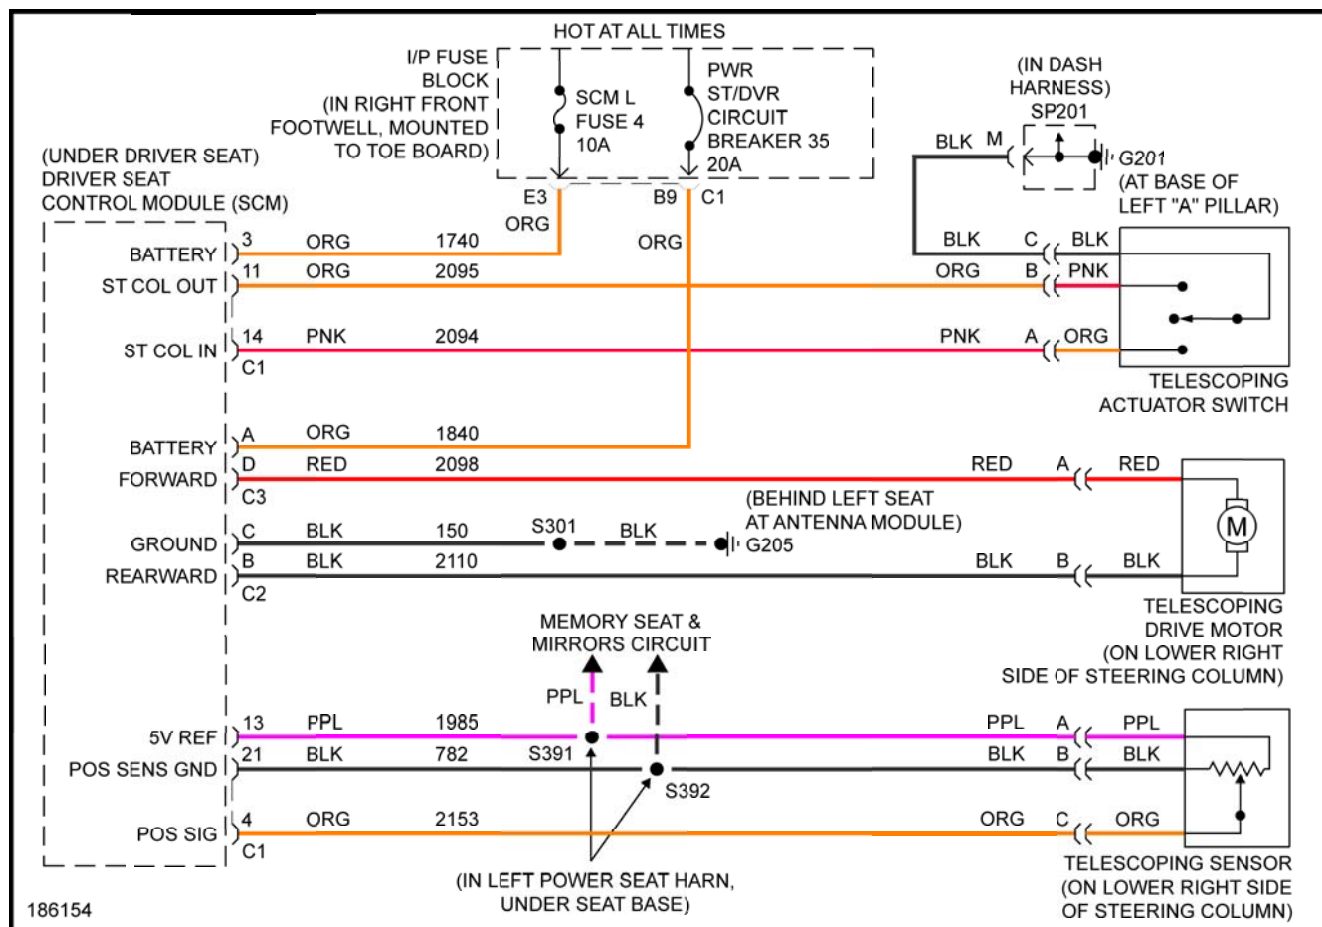 HOT AT ALL TIMES
I/P FUSE
BLOCK
(IN RIGHT FRONT
FOOTWELL, MOUNTED
TO TOE BOARD)
SCM L
FUSE 4
10A
PWR
ST/DVR
CIRCUIT
BREAKER 35
20A
E3
B9
C1
ORG
ORG
(IN DASH
HARNESS)
SP201
BLK M
G201
(AT BASE OF
LEFT "A" PILLAR)
(UNDER DRIVER SEAT)
DRIVER SEAT
CONTROL MODULE (SCM)
BATTERY 3 ORG 1740 BLK C BLK
ST COL OUT 11 ORG 2095 ORG B PNK
ST COL IN 14 PNK 2094 PNK A ORG
C1
TELESCOPING
ACTUATOR SWITCH
BATTERY A ORG 1840
FORWARD D RED 2098 RED A RED
C3
(BEHIND LEFT SEAT
AT ANTENNA MODULE)
GROUND C BLK 150 S301 BLK G205
REARWARD B BLK 2110 BLK B BLK
C2
M
TELESCOPING
DRIVE MOTOR
(ON LOWER RIGHT
SIDE OF STEERING COLUMN)
MEMORY SEAT &
MIRRORS CIRCUIT
PPL BLK
5V REF 13 PPL 1985 PPL A PPL
POS SENS GND 21 BLK 782 S391 BLK B BLK
S392
POS SIG 4 ORG 2153 ORG C ORG
C1
(IN LEFT POWER SEAT HARN,
UNDER SEAT BASE)
TELESCOPING SENSOR
(ON LOWER RIGHT SIDE
OF STEERING COLUMN)
186154